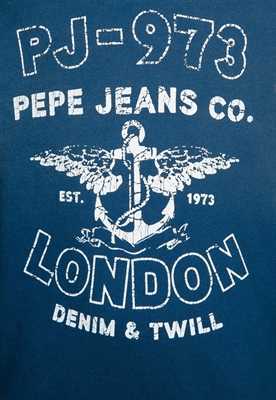 PJ-973
PEPE JEANS CO.
EST. 1973
LONDON
DENIM & TWILL